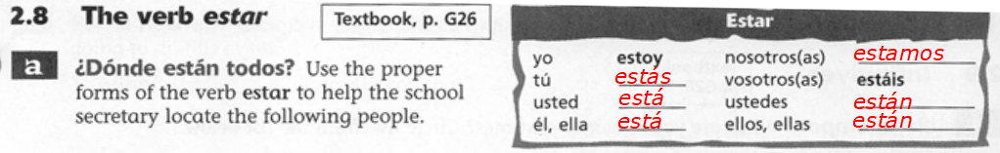 2.8 The verb estar
Textbook, p. G26
a ¿Dónde están todos? Use the proper
forms of the verb estar to help the school
secretary locate the following people.
Estar
yo estoy nosotros(as) estamos
tú estás vosotros(as) estáis
usted está ustedes están
él, ella está ellos, ellas están